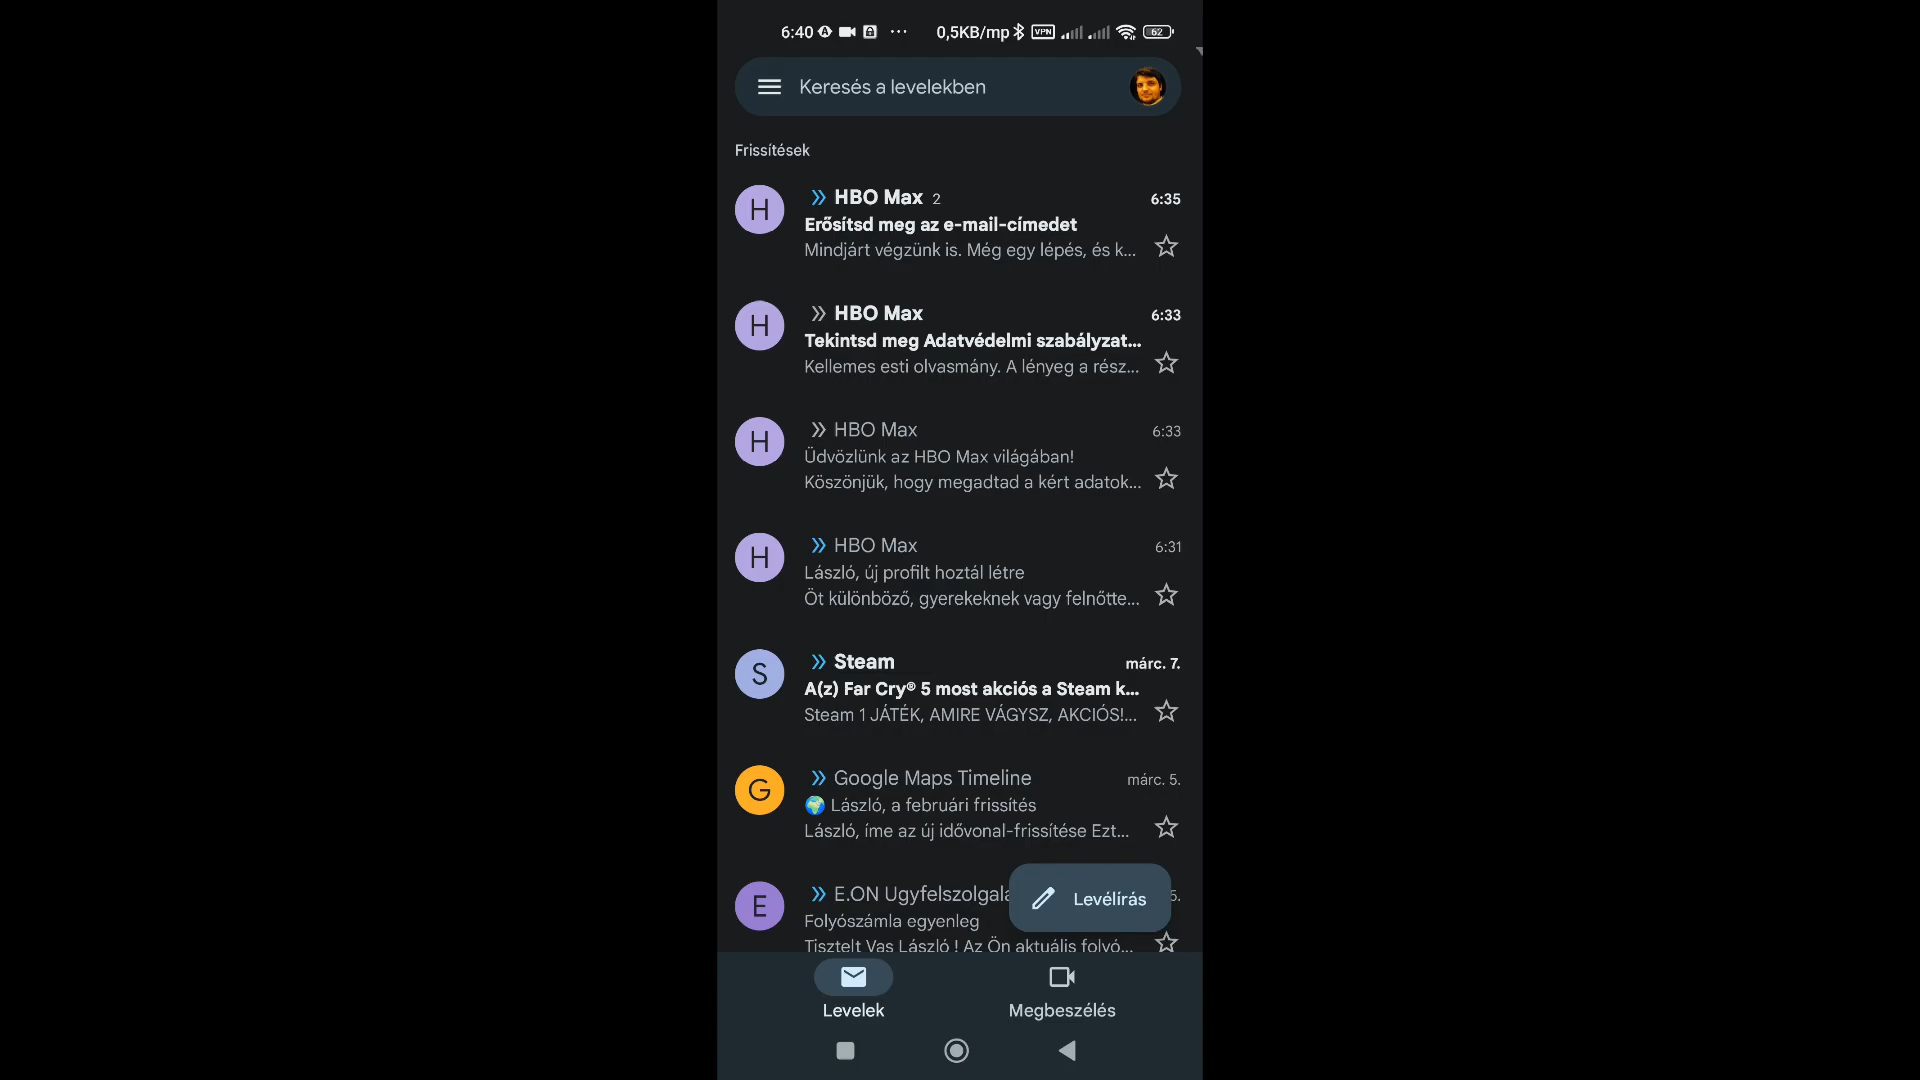 6:40 0,5KB/mp VPN 62
Keresés a levelekben
Frissítések
H HBO Max 2 6:35
Erősítsd meg az e-mail-címedet
Mindjárt végzünk is. Még egy lépés, és k...
H HBO Max 6:33
Tekintsd meg Adatvédelmi szabályzat...
Kellemes esti olvasmány. A lényeg a rész...
H HBO Max 6:33
Üdvözlünk az HBO Max világában!
Köszönjük, hogy megadtad a kért adatok...
H HBO Max 6:31
László, új profilt hoztál létre
Öt különböző, gyerekeknek vagy felnőtte...
S Steam márc. 7.
A(z) Far Cry® 5 most akciós a Steam k...
Steam 1 JÁTÉK, AMIRE VÁGYSZ, AKCIÓS!...
G Google Maps Timeline márc. 5.
🌍 László, a februári frissítés
László, íme az új idővonal-frissítése Ezt...
E E.ON Ugyfelszolgala 5.
Folyószámla egyenleg
Tisztelt Vas László ! Az Ön aktuális folyó...
Levélírás
Levelek Megbeszélés